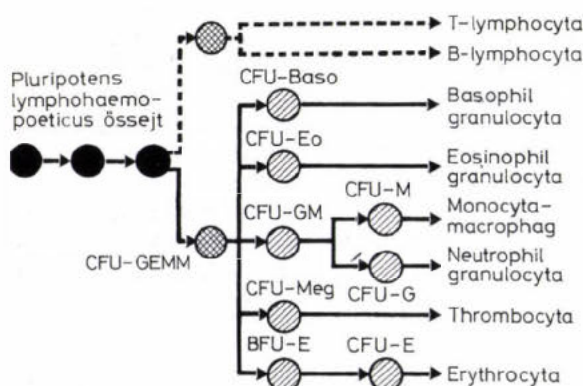 T-lymphocyta
B-lymphocyta
Pluripotens
lymphohaemo-
poeticus őssejt
CFU-Baso
Basophil
granulocyta
CFU-Eo
Eosinophil
granulocyta
CFU-GM
CFU-M
Monocyta-
macrophag
CFU-GEMM
Neutrophil
granulocyta
CFU-Meg
CFU-G
Thrombocyta
BFU-E
CFU-E
Erythrocyta